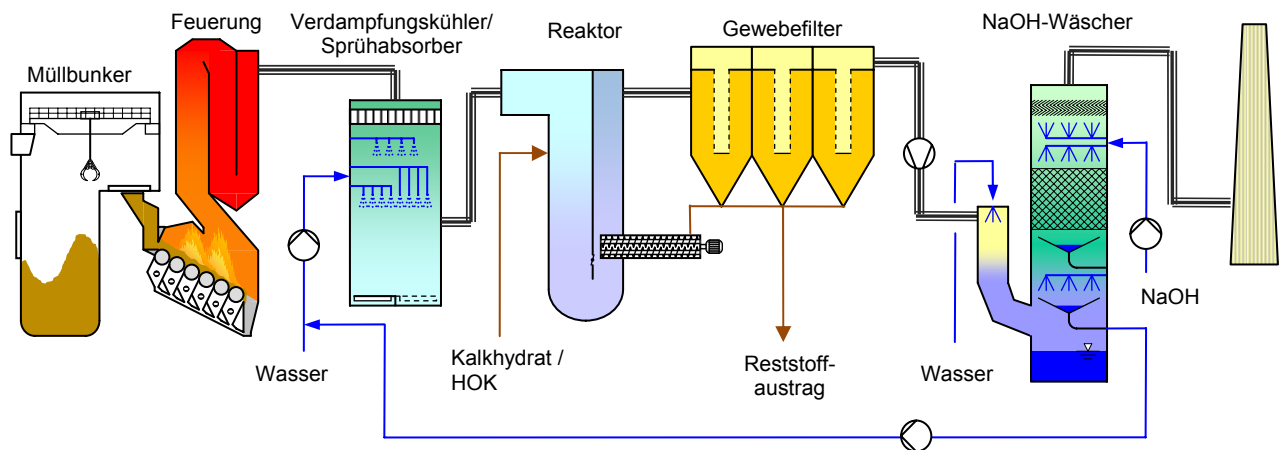 Müllbunker
Feuerung
Verdampfungskühler/
Sprühabsorber
Reaktor
Gewebefilter
NaOH-Wäscher
Wasser
Kalkhydrat /
HOK
Reststoff-
austrag
Wasser
NaOH